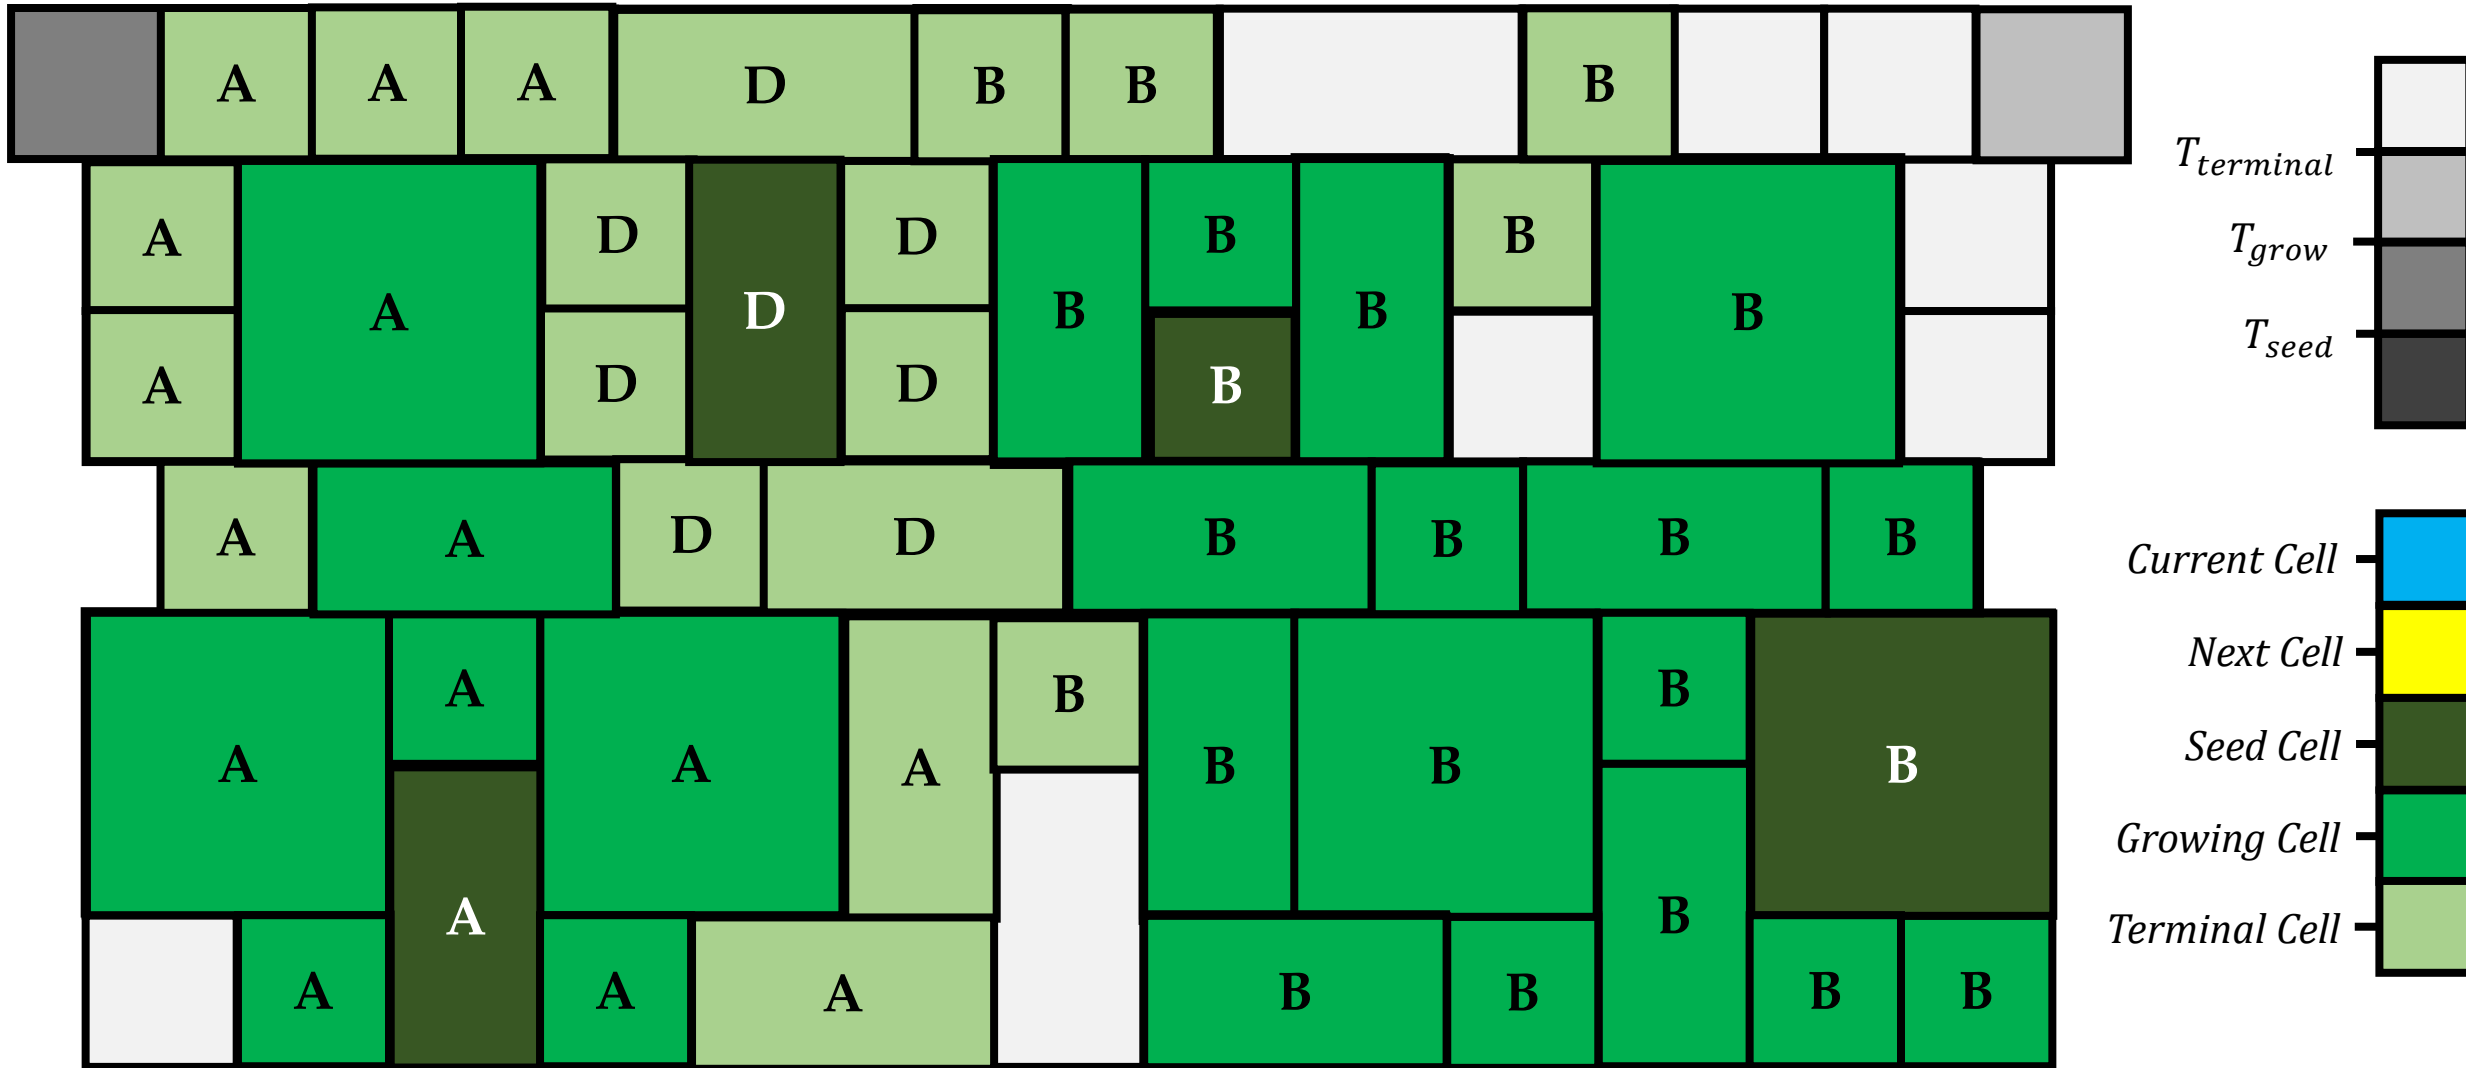 A A A D B B B
A A D D D B B B B B
A D D B
A A D D B B B B
A A A A B B B B B
A B
A A A B B B B
T_terminal
T_grow
T_seed
Current Cell
Next Cell
Seed Cell
Growing Cell
Terminal Cell